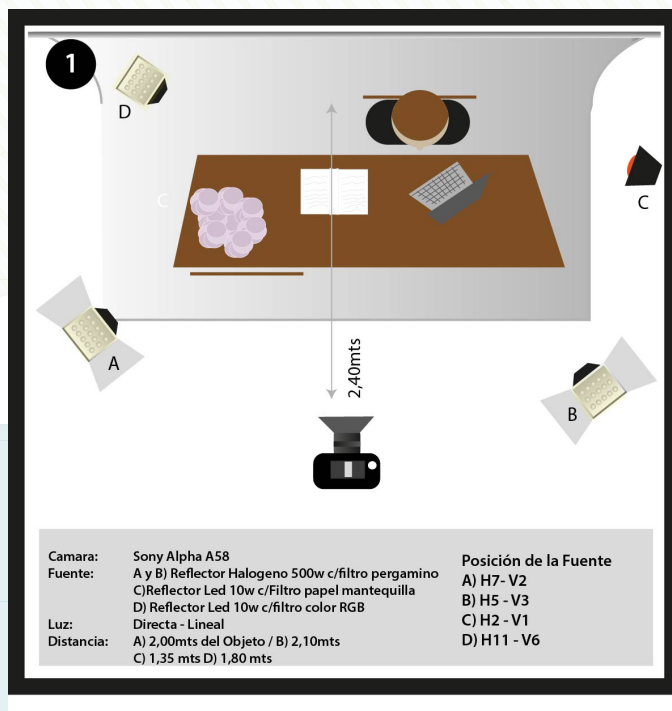 1
D
C
C
A
B
2,40mts
Camara: Sony Alpha A58
Fuente: A y B) Reflector Halogeno 500w c/filtro pergamino
C)Reflector Led 10w c/Filtro papel mantequilla
D) Reflector Led 10w c/filtro color RGB
Luz: Directa - Lineal
Distancia: A) 2,00mts del Objeto / B) 2,10mts
C) 1,35 mts D) 1,80 mts
Posición de la Fuente
A) H7- V2
B) H5 - V3
C) H2 - V1
D) H11 - V6